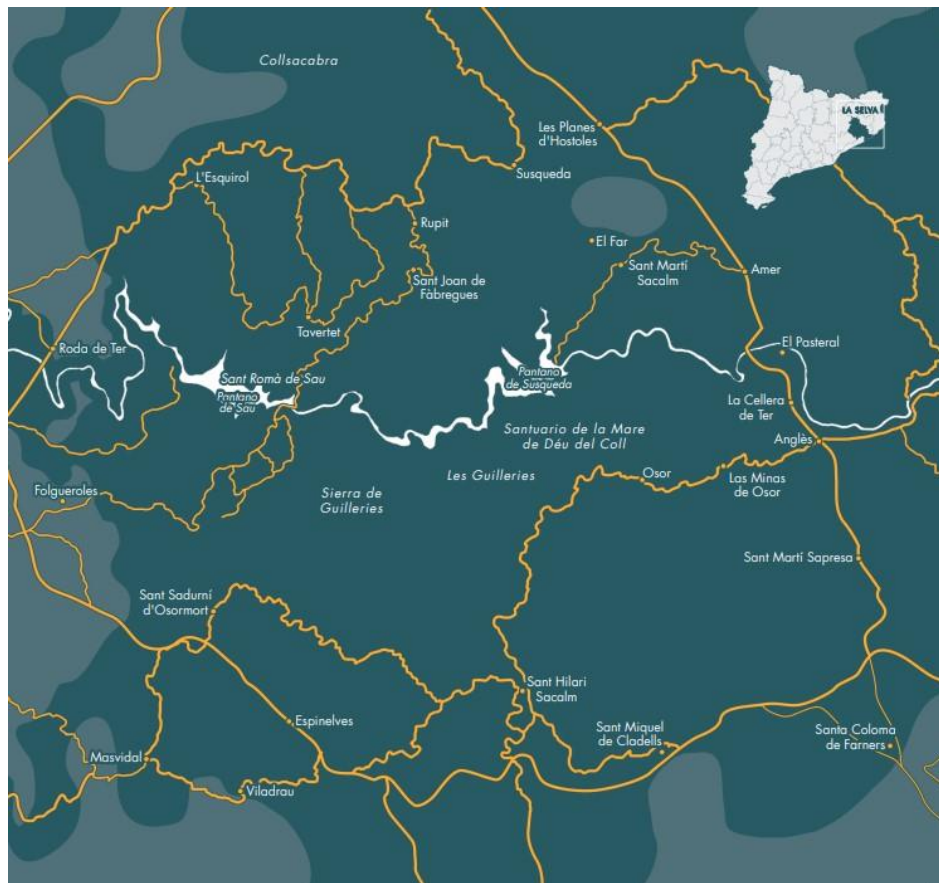 Collsacabra
LA SELVA
Les Planes
d'Hostoles
L'Esquirol
Susqueda
Rupit
El Far
Sant Martí
Sacalm
Amer
Sant Joan de
Fàbregues
Tavertet
Roda de Ter
El Pasteral
Sant Romà de Sau
Pantano
de Sau
Pantano
de Susqueda
La Cellera
de Ter
Santuario de la Mare
de Déu del Coll
Anglès
Les Guilleries
Osor
Las Minas
de Osor
Sierra de
Guilleries
Folgueroles
Sant Martí Sapresa
Sant Sadurní
d'Osormort
Sant Hilari
Sacalm
Espinelves
Sant Miquel
de Cladells
Santa Coloma
de Farners
Masvidal
Viladrau